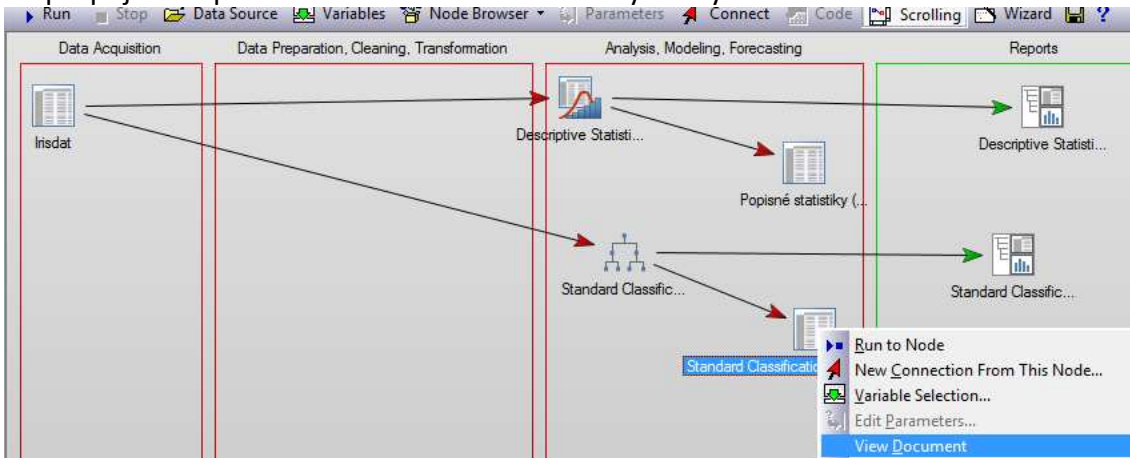 Run Stop Data Source Variables Node Browser Parameters Connect Code Scrolling Wizard ?
Data Acquisition Data Preparation, Cleaning, Transformation Analysis, Modeling, Forecasting Reports
Irisdat
Descriptive Statisti...
Descriptive Statisti...
Popisné statistiky (...
Standard Classific...
Standard Classific...
Standard Classificatio
Run to Node
New Connection From This Node...
Variable Selection...
Edit Parameters...
View Document